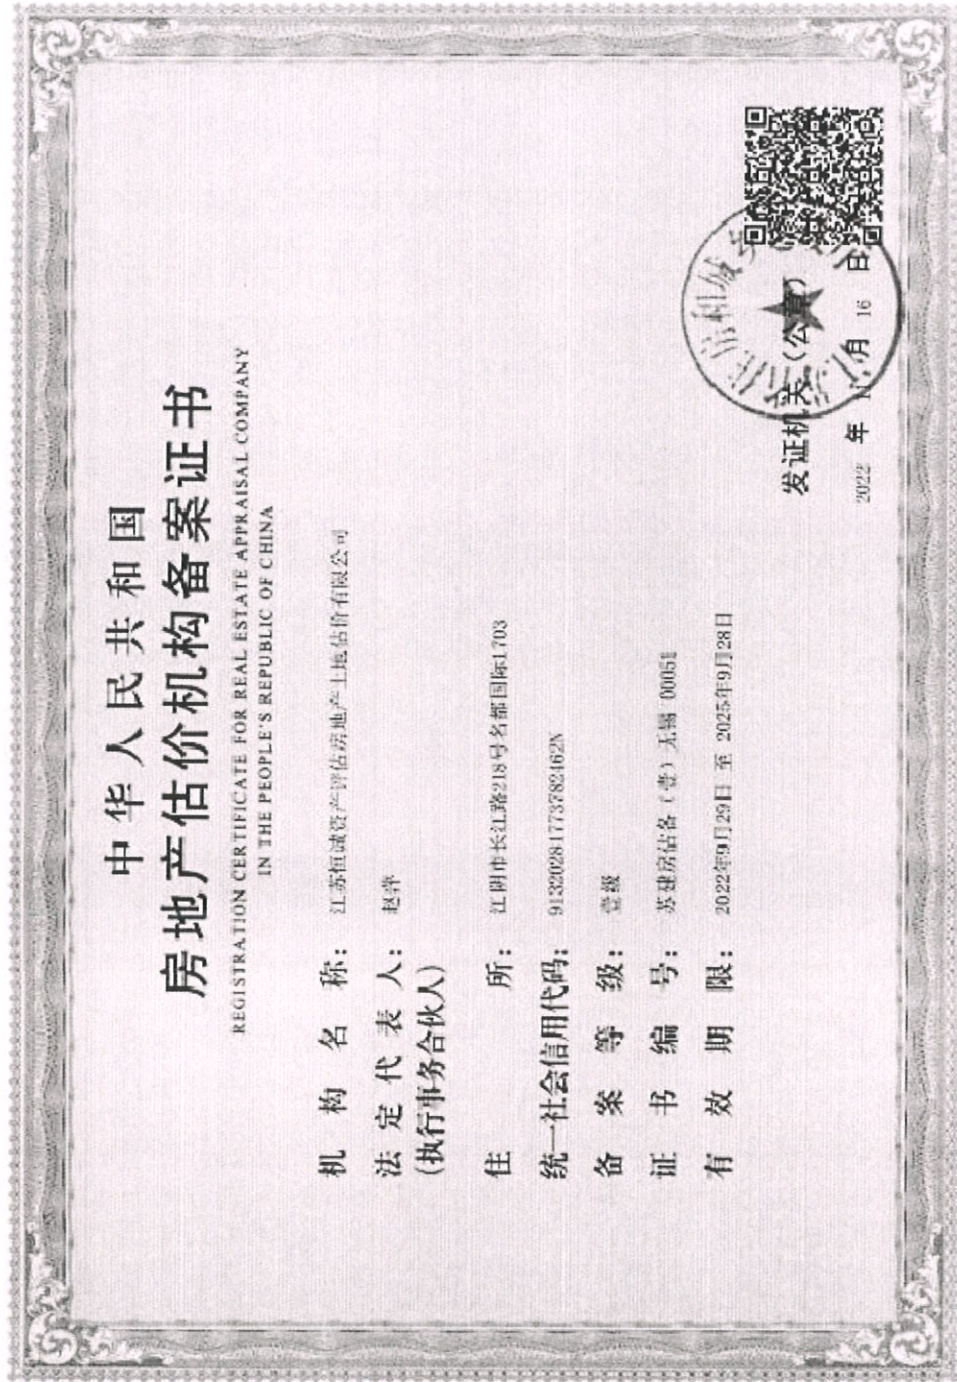 中华人民共和国
房地产估价机构备案证书
REGISTRATION CERTIFICATE FOR REAL ESTATE APPRAISAL COMPANY
IN THE PEOPLE'S REPUBLIC OF CHINA
机构名称：江苏恒诚资产评估房地产土地估价有限公司
法定代表人：赵萍
(执行事务合伙人)
住所：江阴市长江路218号名都国际1703
统一社会信用代码：91320281773782462N
备案等级：壹级
证书编号：苏建房估备（壹）无锡 00051
有效期限：2022年9月29日 至 2025年9月28日
发证机关（公章）
2022 年 11 月 16 日
住房和城乡